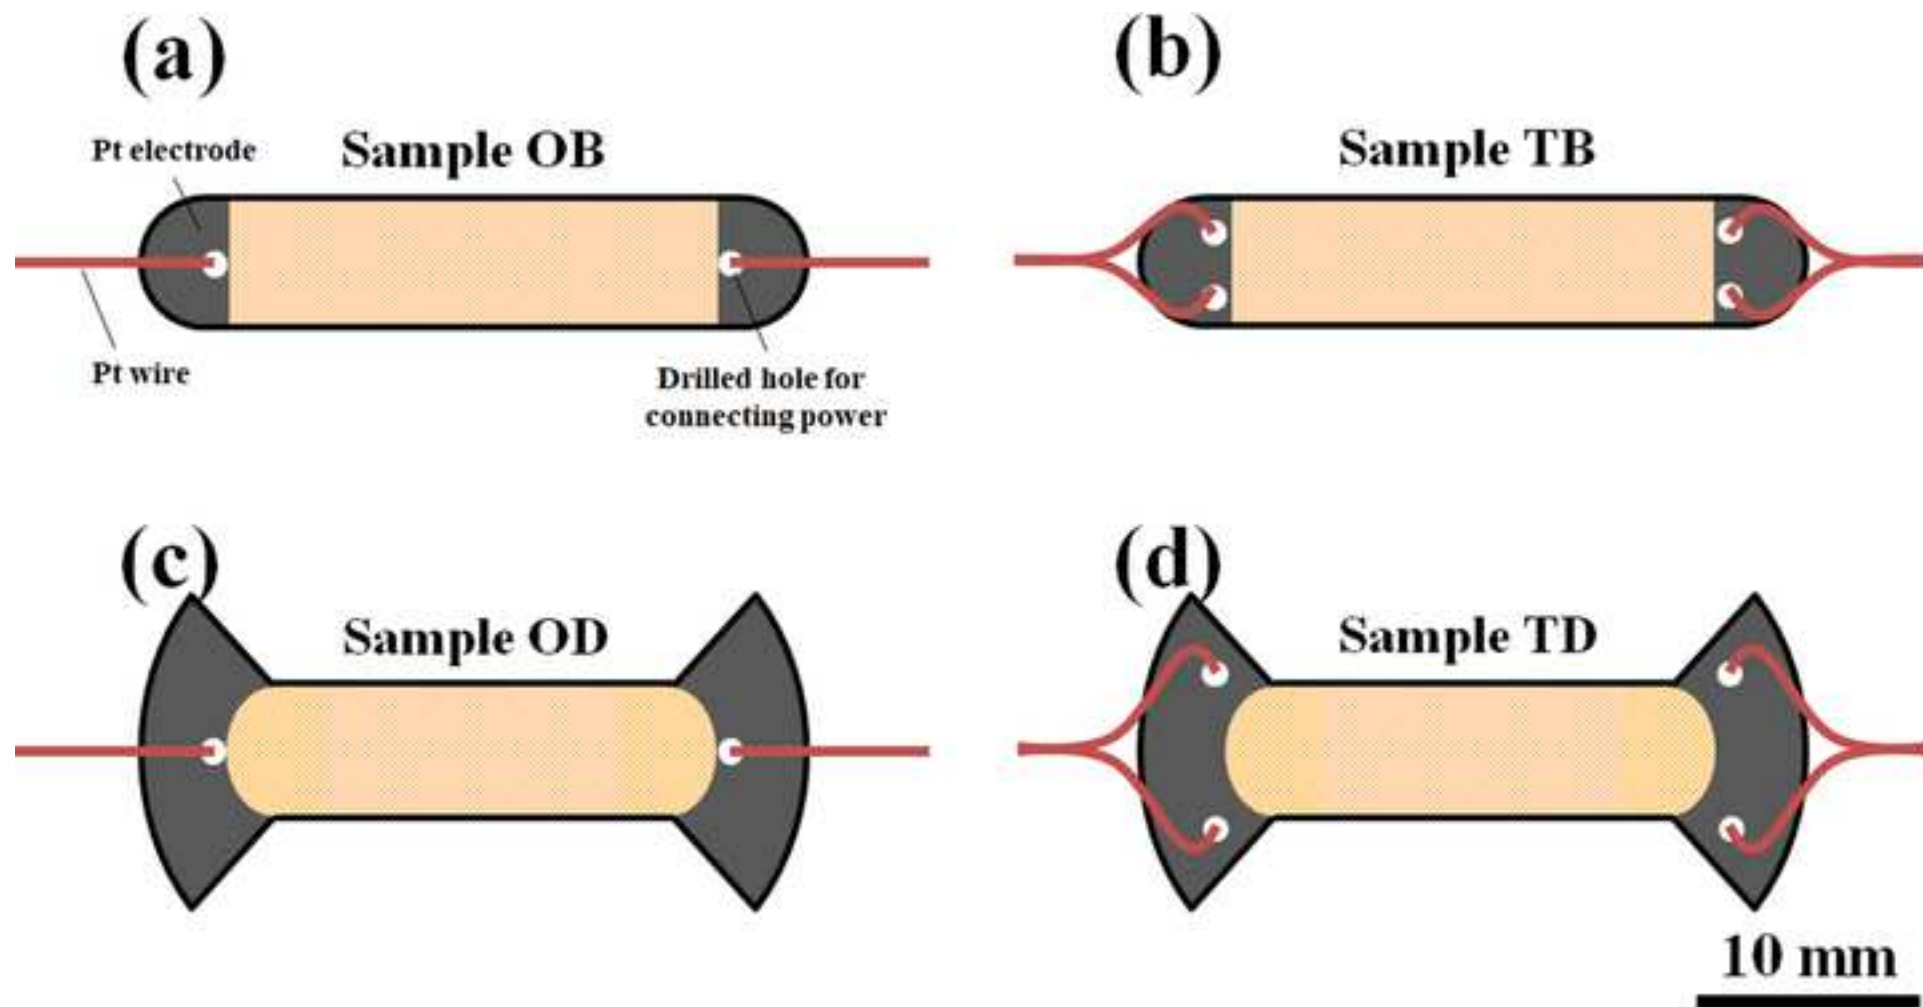 (a)
Sample OB
Pt electrode
Pt wire
Drilled hole for
connecting power
(b)
Sample TB
(c)
Sample OD
(d)
Sample TD
10 mm